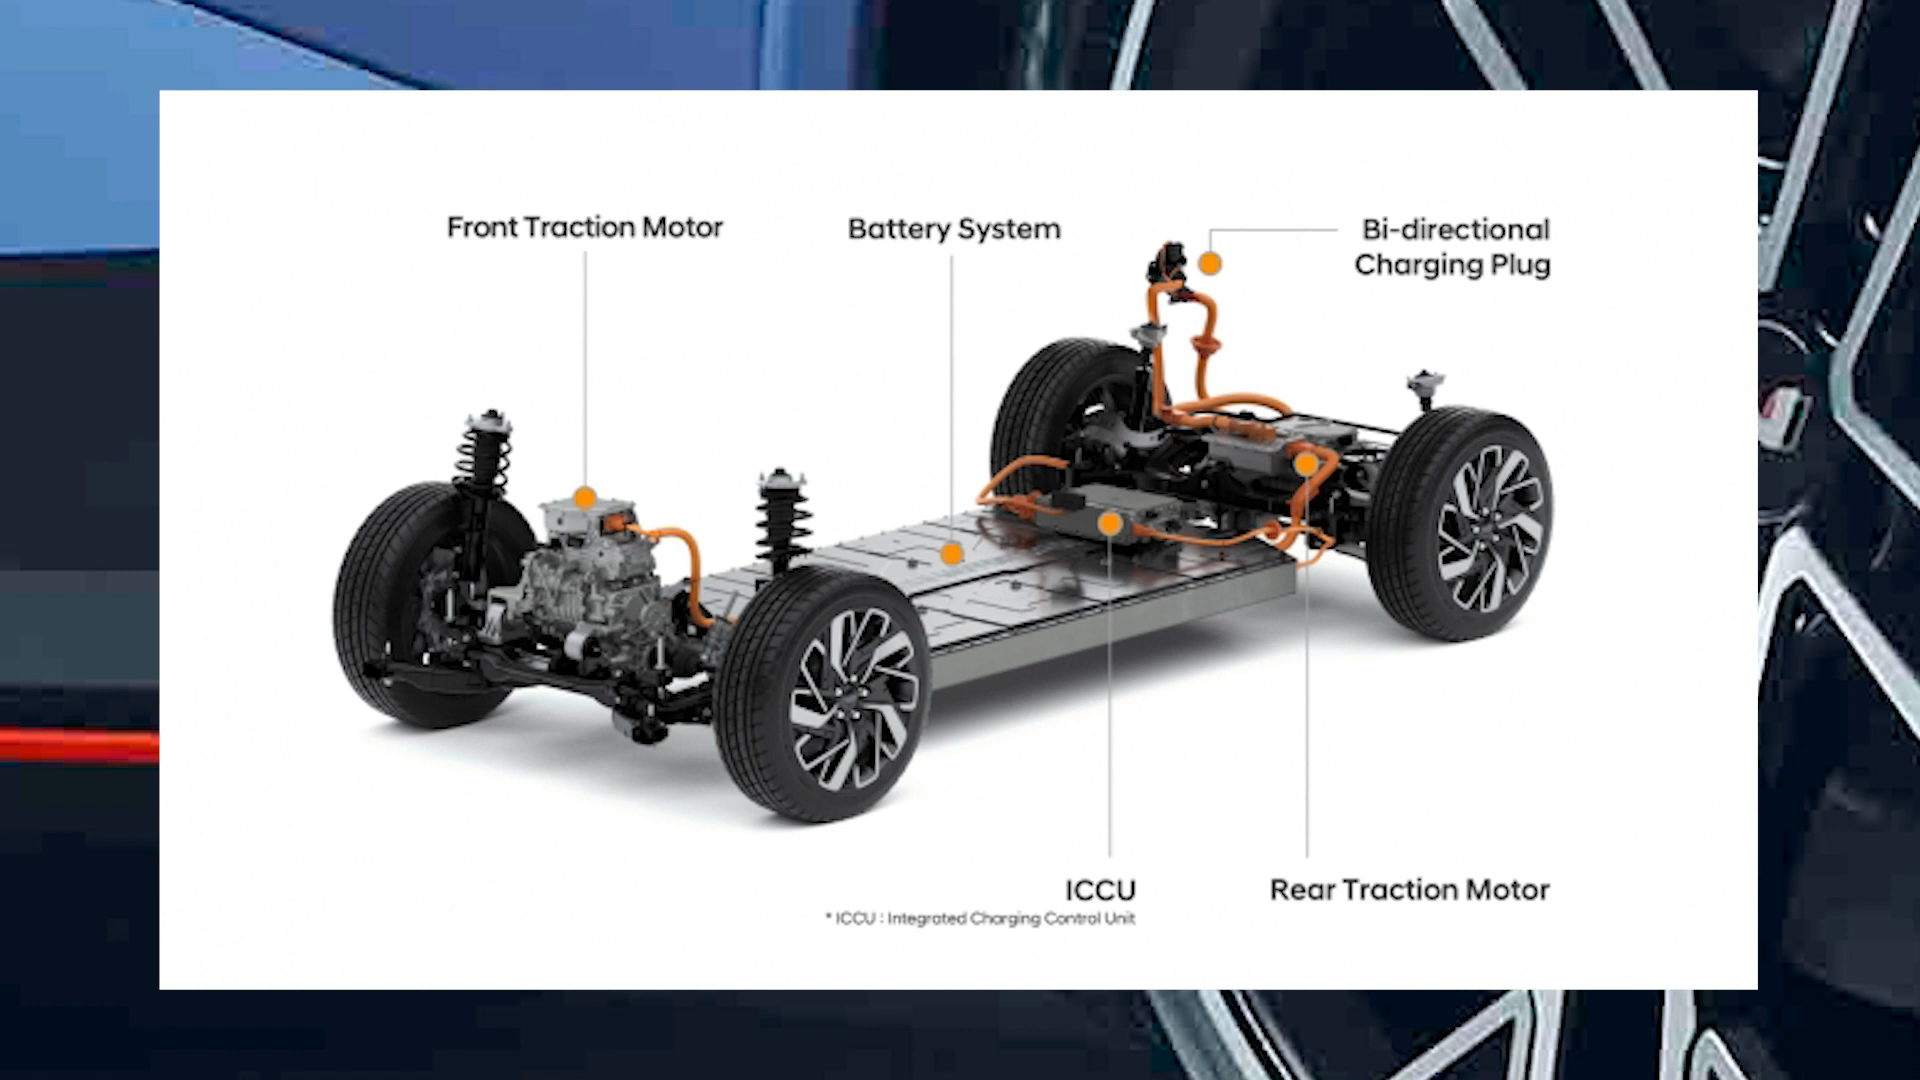 Front Traction Motor
Battery System
Bi-directional
Charging Plug
ICCU
* ICCU : Integrated Charging Control Unit
Rear Traction Motor